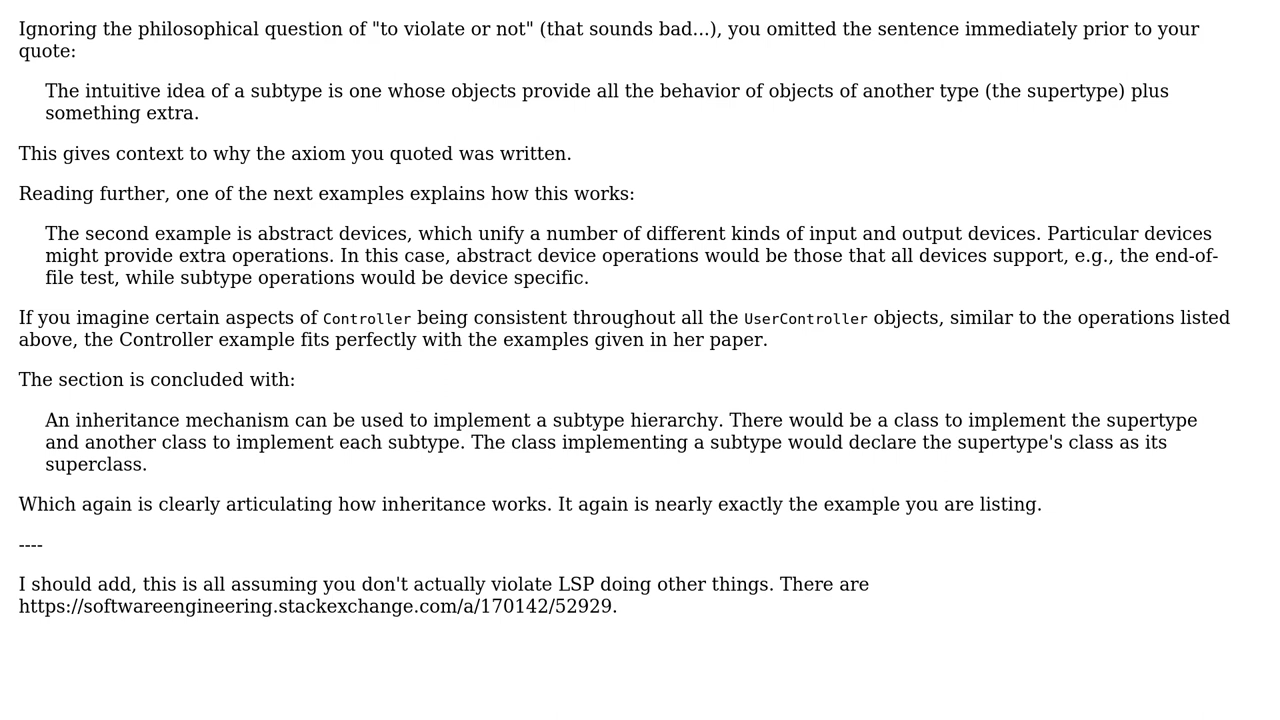 Ignoring the philosophical question of "to violate or not" (that sounds bad...), you omitted the sentence immediately prior to your
quote:
The intuitive idea of a subtype is one whose objects provide all the behavior of objects of another type (the supertype) plus
something extra.
This gives context to why the axiom you quoted was written.
Reading further, one of the next examples explains how this works:
The second example is abstract devices, which unify a number of different kinds of input and output devices. Particular devices
might provide extra operations. In this case, abstract device operations would be those that all devices support, e.g., the end-of-
file test, while subtype operations would be device specific.
If you imagine certain aspects of Controller being consistent throughout all the UserController objects, similar to the operations listed
above, the Controller example fits perfectly with the examples given in her paper.
The section is concluded with:
An inheritance mechanism can be used to implement a subtype hierarchy. There would be a class to implement the supertype
and another class to implement each subtype. The class implementing a subtype would declare the supertype's class as its
superclass.
Which again is clearly articulating how inheritance works. It again is nearly exactly the example you are listing.
----
I should add, this is all assuming you don't actually violate LSP doing other things. There are
https://softwareengineering.stackexchange.com/a/170142/52929.